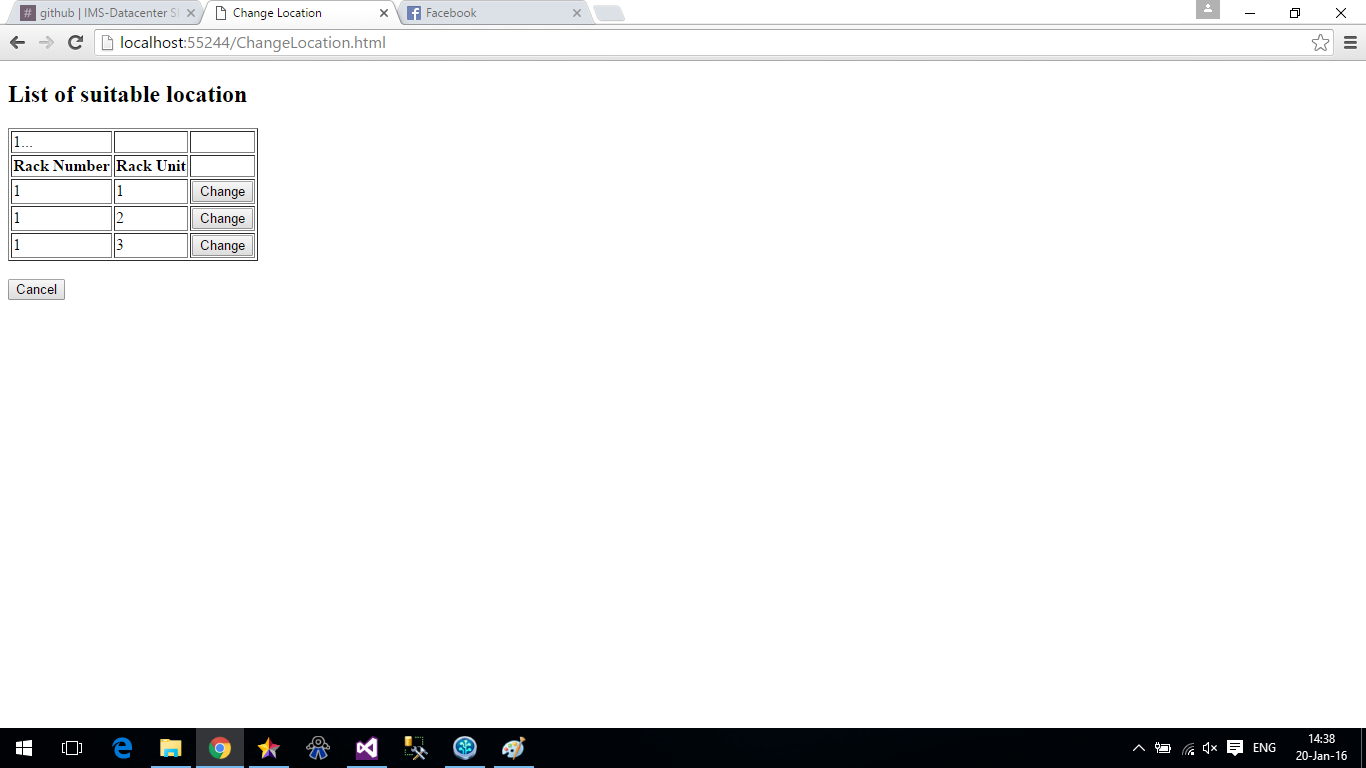 github | IMS-Datacenter S
Change Location
Facebook
localhost:55244/ChangeLocation.html
List of suitable location
1...
Rack Number Rack Unit
1 1 Change
1 2 Change
1 3 Change
Cancel
ENG
14:38
20-Jan-16